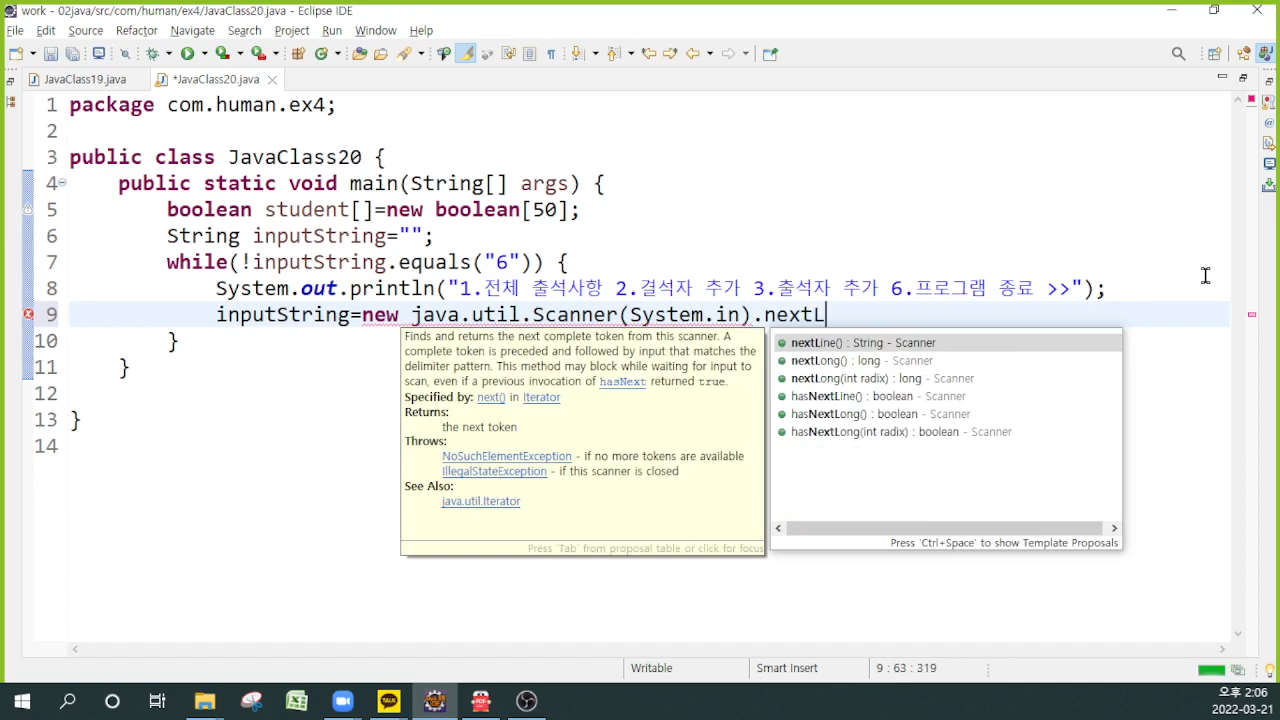 work - 02java/src/com/human/ex4/JavaClass20.java - Eclipse IDE
File Edit Source Refactor Navigate Search Project Run Window Help
JavaClass19.java *JavaClass20.java
1 package com.human.ex4;
2
3 public class JavaClass20 {
4 public static void main(String[] args) {
5 boolean student[]=new boolean[50];
6 String inputString="";
7 while(!inputString.equals("6")) {
8 System.out.println("1.전체 출석사항 2.결석자 추가 3.출석자 추가 6.프로그램 종료 >>");
9 inputString=new java.util.Scanner(System.in).nextL
10 }
11 }
12
13 }
14
Finds and returns the next complete token from this scanner. A
complete token is preceded and followed by input that matches the
delimiter pattern. This method may block while waiting for input to
scan, even if a previous invocation of hasNext returned true.
Specified by: next() in Iterator
Returns:
the next token
Throws:
NoSuchElementException - if no more tokens are available
IllegalStateException - if this scanner is closed
See Also:
java.util.Iterator
Press 'Tab' from proposal table or click for focus
nextLine() : String - Scanner
nextLong() : long - Scanner
nextLong(int radix) : long - Scanner
hasNextLine() : boolean - Scanner
hasNextLong() : boolean - Scanner
hasNextLong(int radix) : boolean - Scanner
Press 'Ctrl+Space' to show Template Proposals
Writable Smart Insert 9 : 63 : 319
TALK
PDF
오후 2:06
2022-03-21